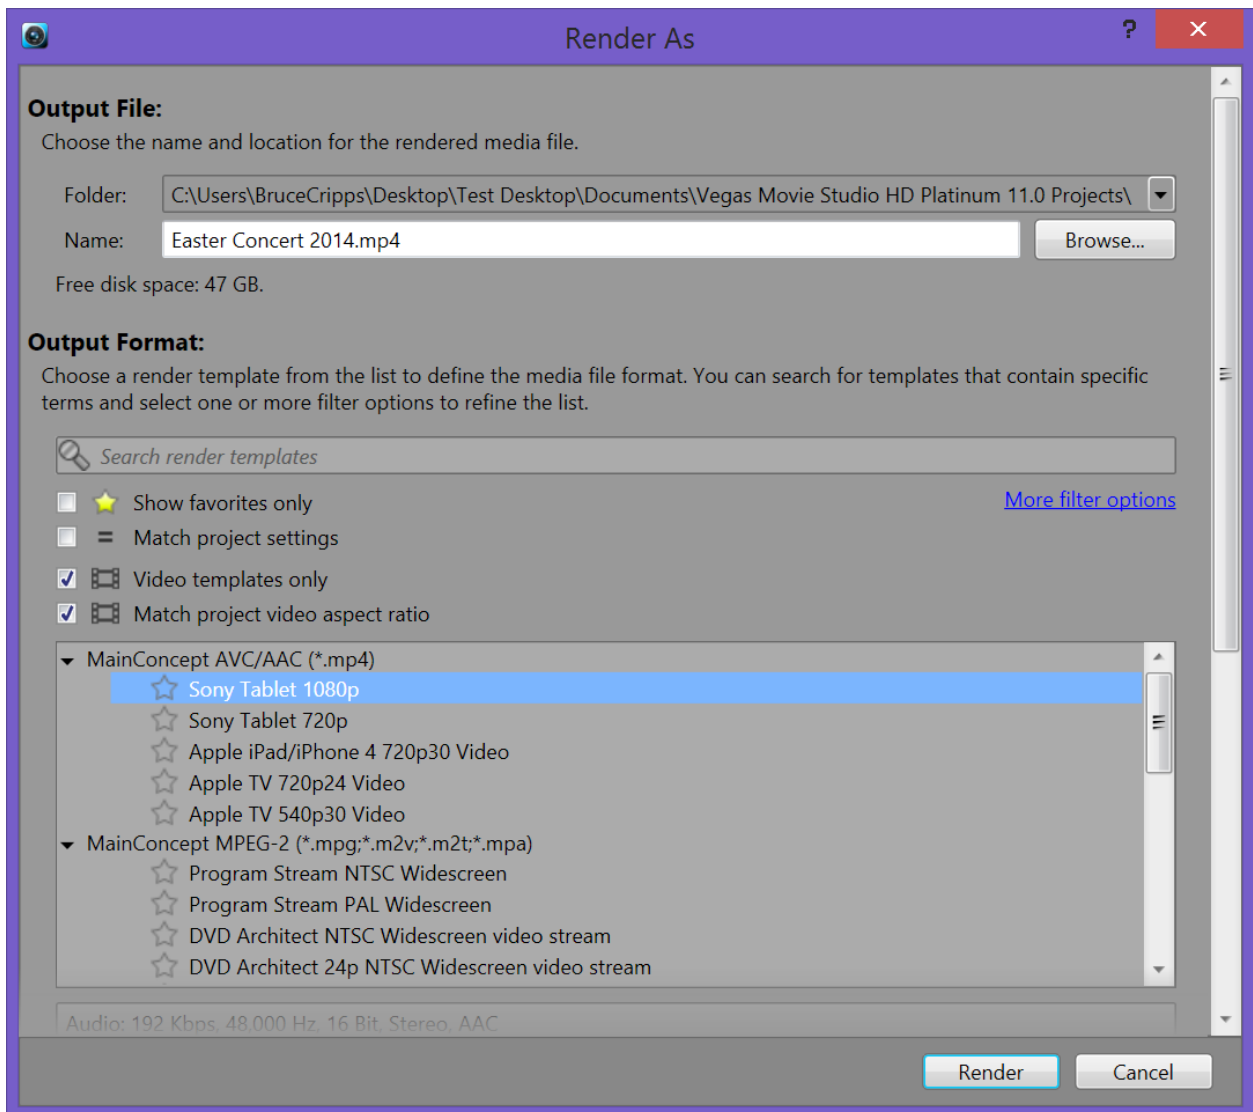 Render As
?
Output File:
Choose the name and location for the rendered media file.
Folder: C:\Users\BruceCripps\Desktop\Test Desktop\Documents\Vegas Movie Studio HD Platinum 11.0 Projects\
Name: Easter Concert 2014.mp4 Browse...
Free disk space: 47 GB.
Output Format:
Choose a render template from the list to define the media file format. You can search for templates that contain specific
terms and select one or more filter options to refine the list.
Search render templates
Show favorites only More filter options
= Match project settings
Video templates only
Match project video aspect ratio
MainConcept AVC/AAC (*.mp4)
Sony Tablet 1080p
Sony Tablet 720p
Apple iPad/iPhone 4 720p30 Video
Apple TV 720p24 Video
Apple TV 540p30 Video
MainConcept MPEG-2 (*.mpg;*.m2v;*.m2t;*.mpa)
Program Stream NTSC Widescreen
Program Stream PAL Widescreen
DVD Architect NTSC Widescreen video stream
DVD Architect 24p NTSC Widescreen video stream
Audio: 192 Kbps, 48,000 Hz, 16 Bit, Stereo, AAC
Render Cancel